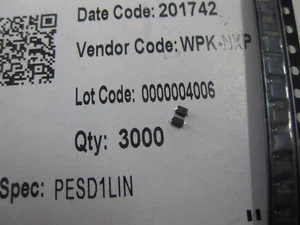 Date Code: 201742
Vendor Code: WPK-NXP
Lot Code: 0000004006
Qty: 3000
Spec: PESD1LIN